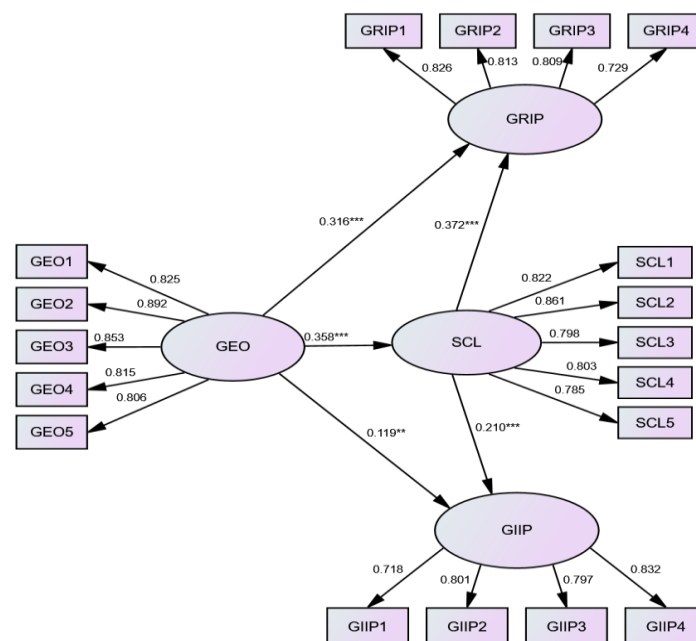 GRIP1 GRIP2 GRIP3 GRIP4
0.826 0.813 0.809 0.729
GRIP
0.316*** 0.372***
GEO1
GEO2
GEO3
GEO4
GEO5
0.825
0.892
0.853
0.815
0.806
GEO
0.358***
SCL
0.822
0.861
0.798
0.803
0.785
SCL1
SCL2
SCL3
SCL4
SCL5
0.119** 0.210***
GIIP
0.718 0.801 0.797 0.832
GIIP1 GIIP2 GIIP3 GIIP4